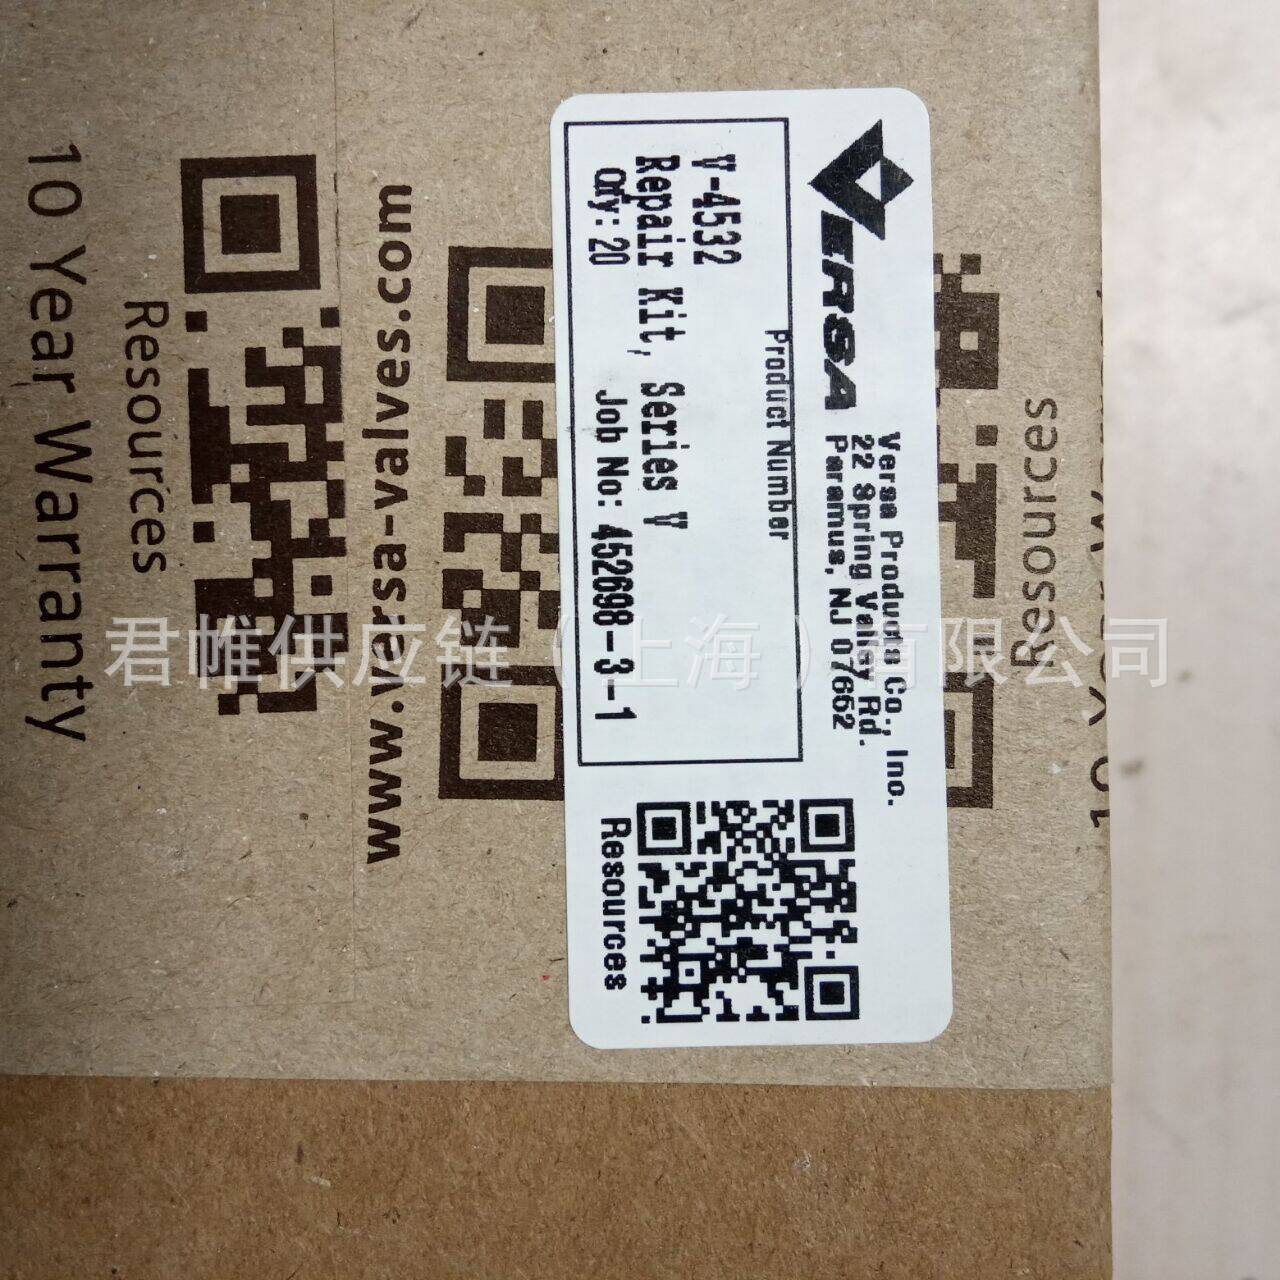 VERSA
Versa Products Co., Inc.
22 Spring Valley Rd.
Paramus, NJ 07652
Product Number
V-4532
Repair Kit, Series V
Qty: 20 Job No: 452698-3-1
Resources
Resources
www.versa-valves.com
Resources
10 Year Warranty
君帷供应链（上海）有限公司